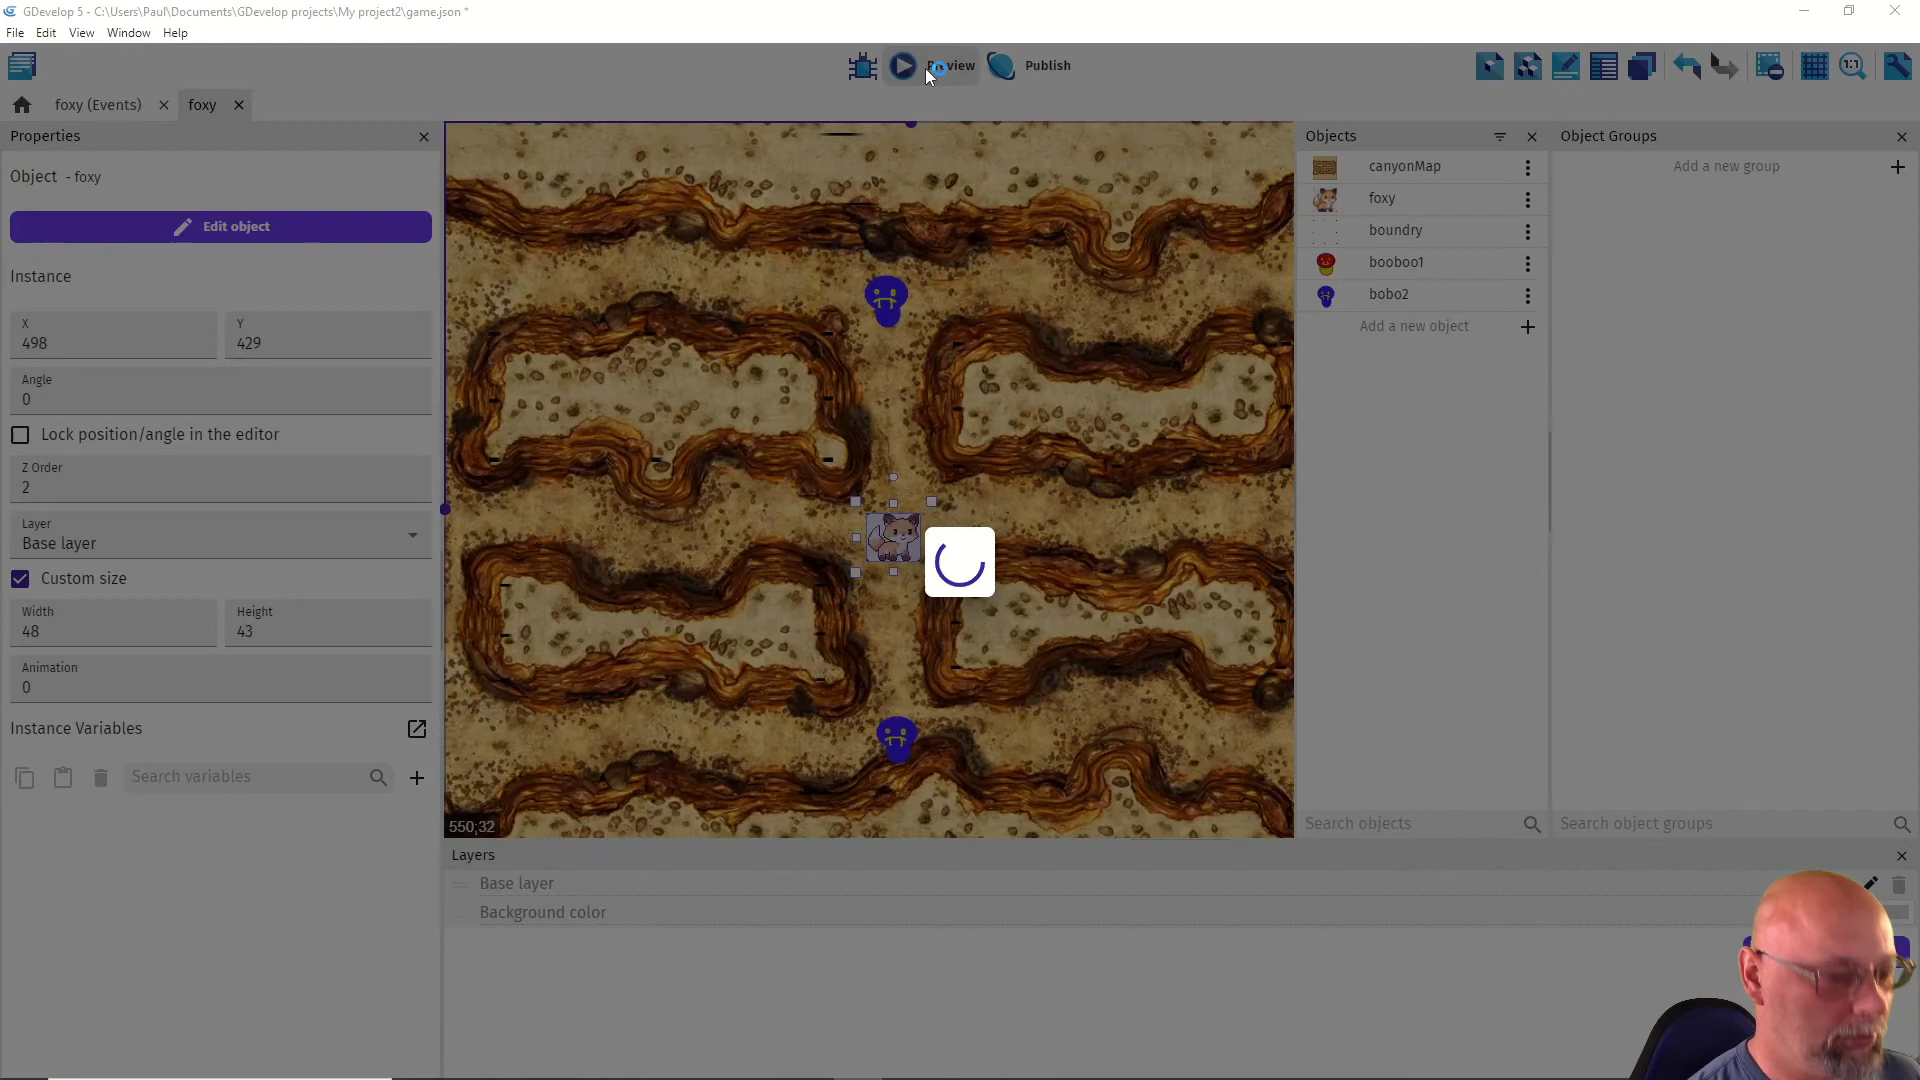 GDevelop 5 - C:\Users\Paul\Documents\GDevelop projects\My project2\game.json *
File Edit View Window Help
Preview Publish
1:1
foxy (Events) foxy
Properties
Object - foxy
Edit object
Instance
X
498
Y
429
Angle
0
Lock position/angle in the editor
Z Order
2
Layer
Base layer
Custom size
Width
48
Height
43
Animation
0
Instance Variables
Search variables
550;32
Objects
canyonMap
foxy
boundry
booboo1
bobo2
Add a new object
Search objects
Object Groups
Add a new group
Search object groups
Layers
Base layer
Background color